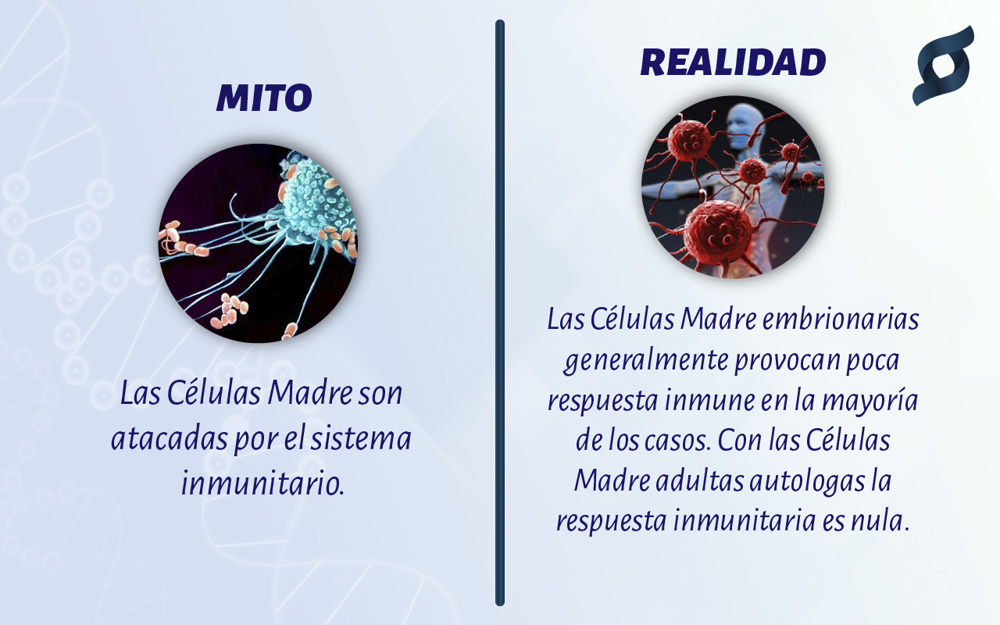 MITO
Las Células Madre son
atacadas por el sistema
inmunitario.
REALIDAD
Las Células Madre embrionarias
generalmente provocan poca
respuesta inmune en la mayoría
de los casos. Con las Células
Madre adultas autologas la
respuesta inmunitaria es nula.